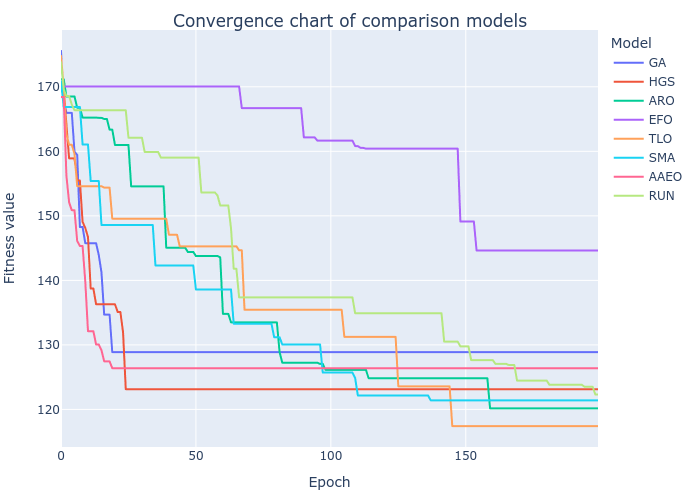 Convergence chart of comparison models
Model
GA
HGS
ARO
EFO
TLO
SMA
AAEO
RUN
Fitness value
170
160
150
140
130
120
0
50
100
150
Epoch